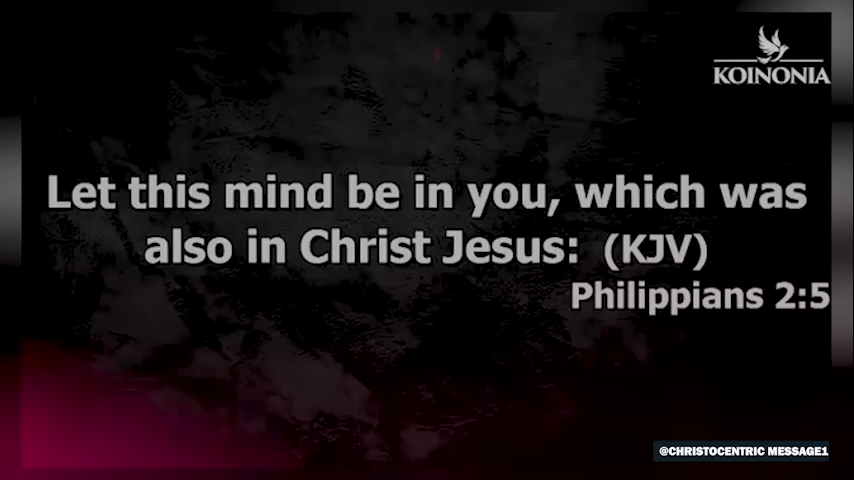 KOINONIA
Let this mind be in you, which was
also in Christ Jesus: (KJV)
Philippians 2:5
@CHRISTOCENTRIC MESSAGE1